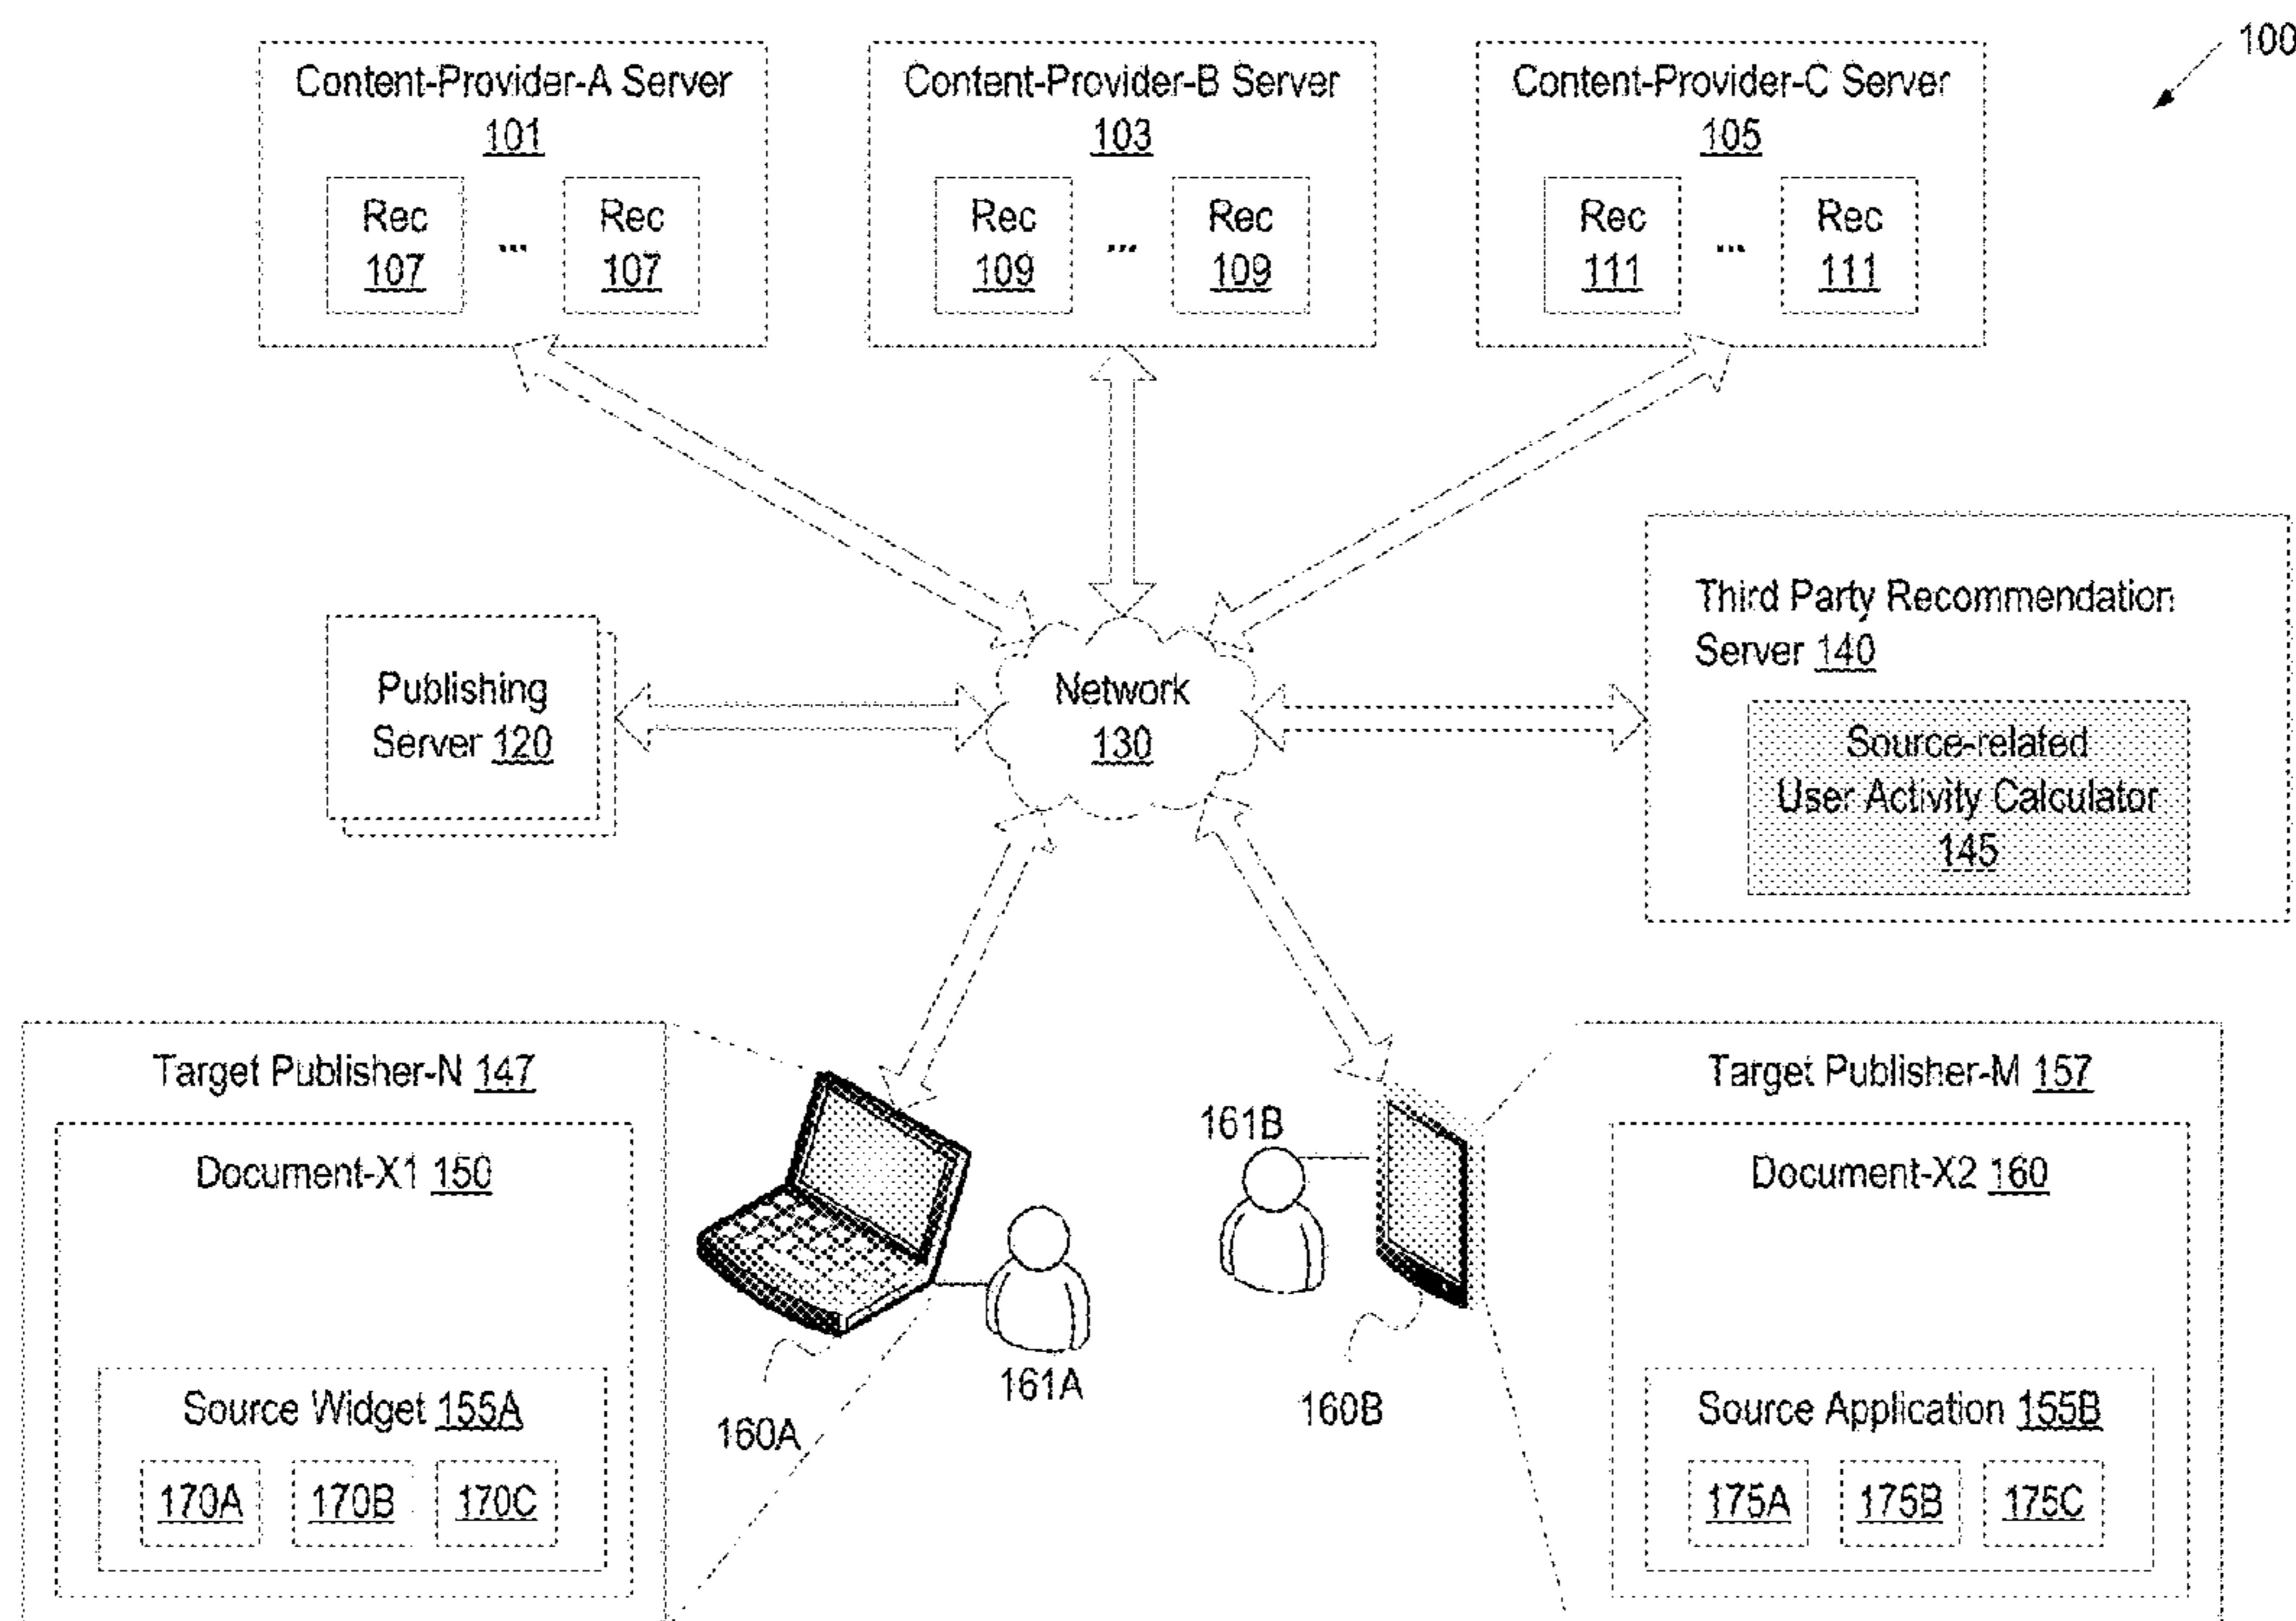 100
Content-Provider-A Server
101
Rec
107
...
Rec
107
Content-Provider-B Server
103
Rec
109
...
Rec
109
Content-Provider-C Server
105
Rec
111
...
Rec
111
Publishing
Server 120
Network
130
Third Party Recommendation
Server 140
Source-related
User Activity Calculator
145
Target Publisher-N 147
Document-X1 150
Source Widget 155A
170A 170B 170C
160A
161A
161B
160B
Target Publisher-M 157
Document-X2 160
Source Application 155B
175A 175B 175C